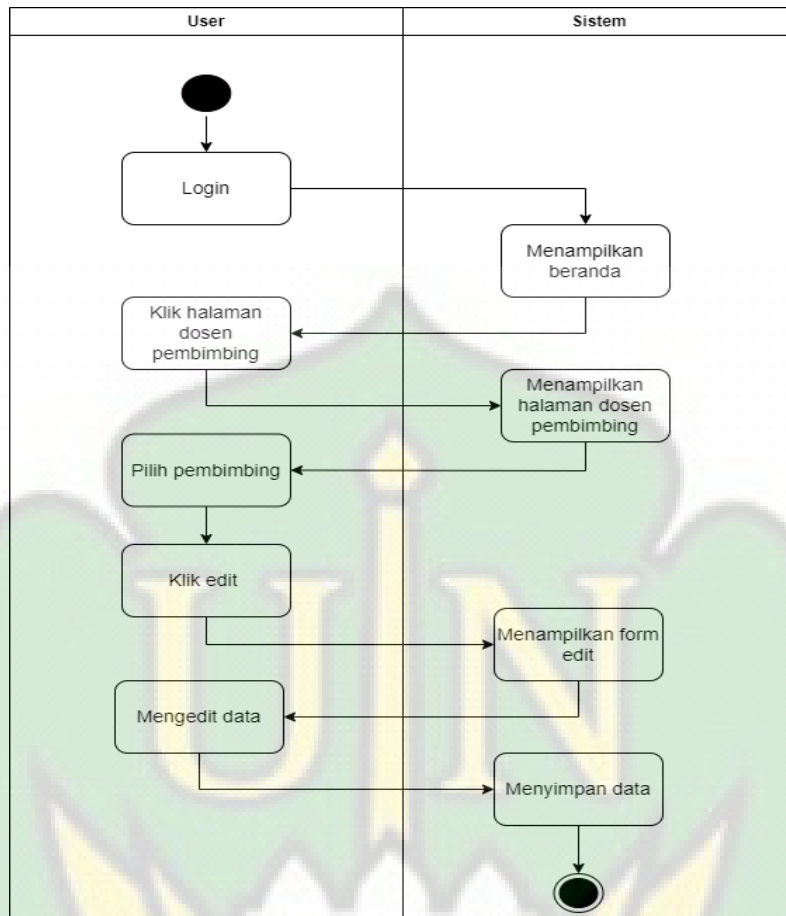 User
Sistem
Login
Menampilkan
beranda
Klik halaman
dosen
pembimbing
Menampilkan
halaman dosen
pembimbing
Pilih pembimbing
Klik edit
Menampilkan form
edit
Mengedit data
Menyimpan data
UIN